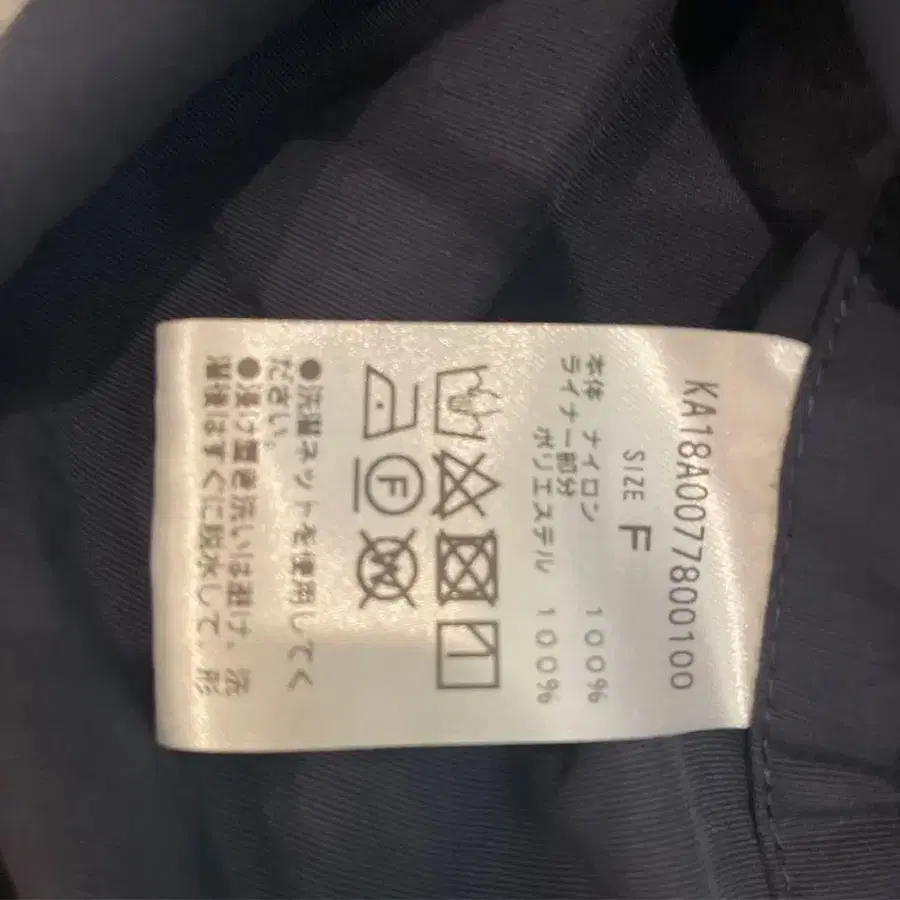 KA18A0077800100
SIZE F
本体 ナイロン 100%
ライナー部分
ポリエステル 100%
●洗濯ネットを使用してく
ださい。
●浸け置き洗いは避け、洗
濯後はすぐに脱水して、形